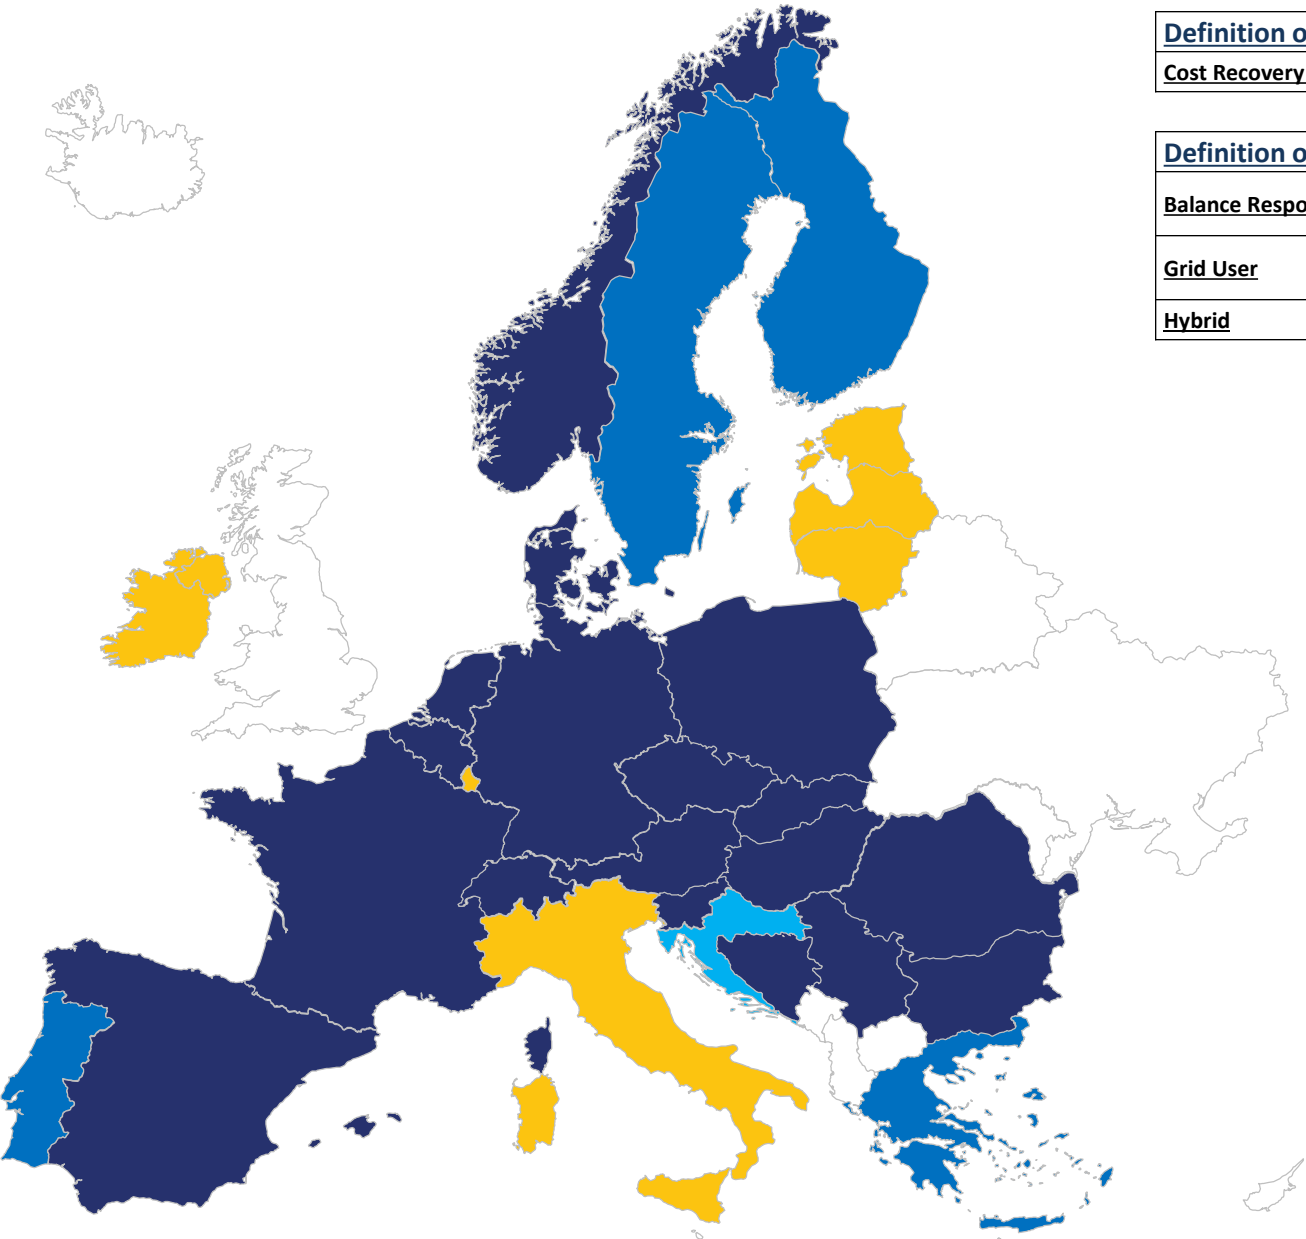 Definition o
Cost Recovery
Definition o
Balance Respo
Grid User
Hybrid